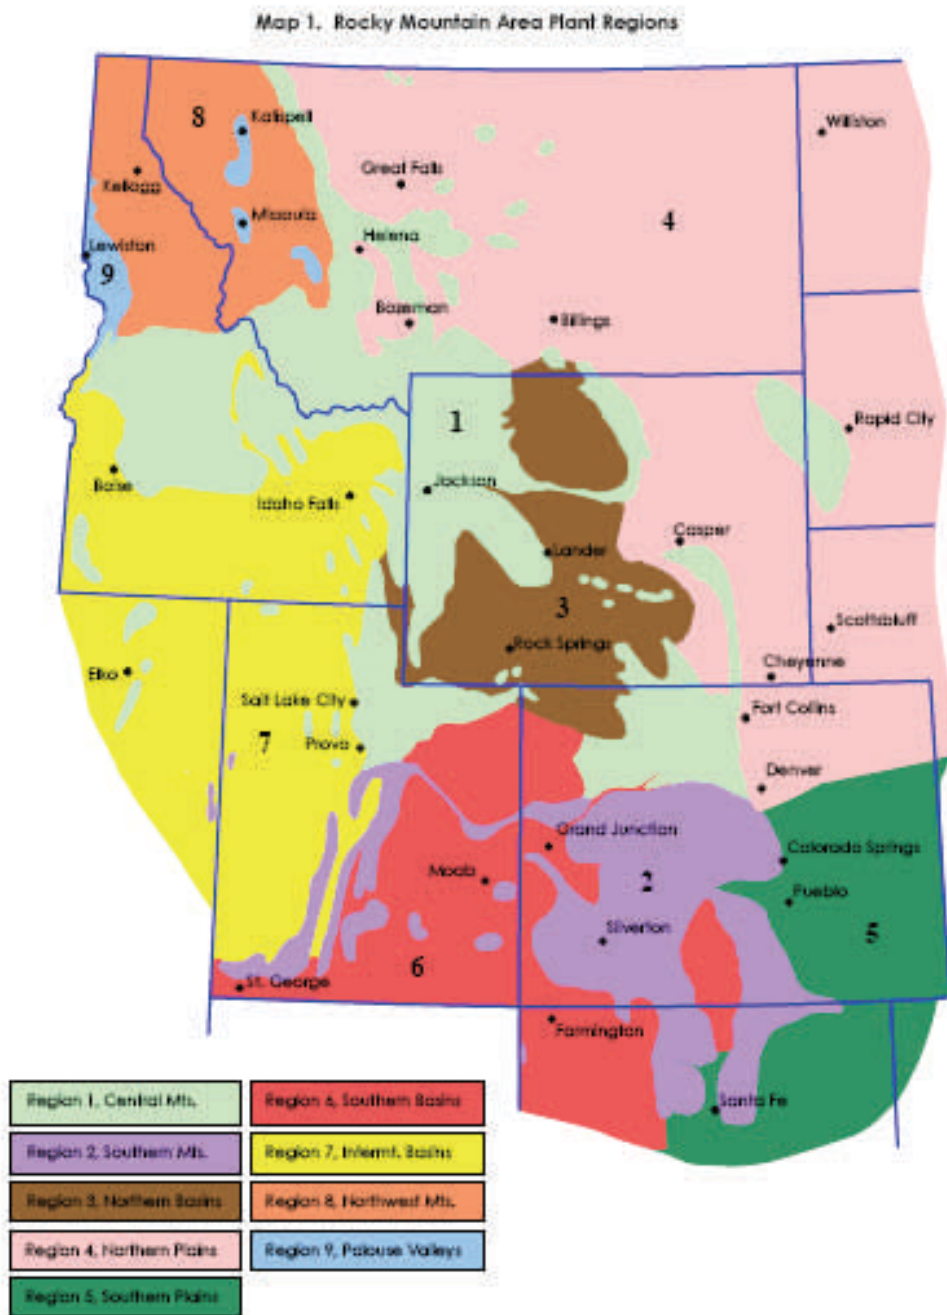 Map 1. Rocky Mountain Area Plant Regions
8
Kalispell
Williston
Kellogg
Great Falls
Missoula
4
Helena
Lewiston
9
Bozeman
Billings
1
Rapid City
Boise
Jackson
Idaho Falls
Casper
Lander
3
Scottsbluff
Rock Springs
Elko
Cheyenne
Salt Lake City
Fort Collins
7
Provo
Denver
Grand Junction
Colorado Springs
Moab
2
Pueblo
Silverton
5
6
St. George
Farmington
Santa Fe
Region 1, Central Mts.
Region 6, Southern Basins
Region 2, Southern Mts.
Region 7, Intermt. Basins
Region 3, Northern Basins
Region 8, Northwest Mts.
Region 4, Northern Plains
Region 9, Palouse Valleys
Region 5, Southern Plains